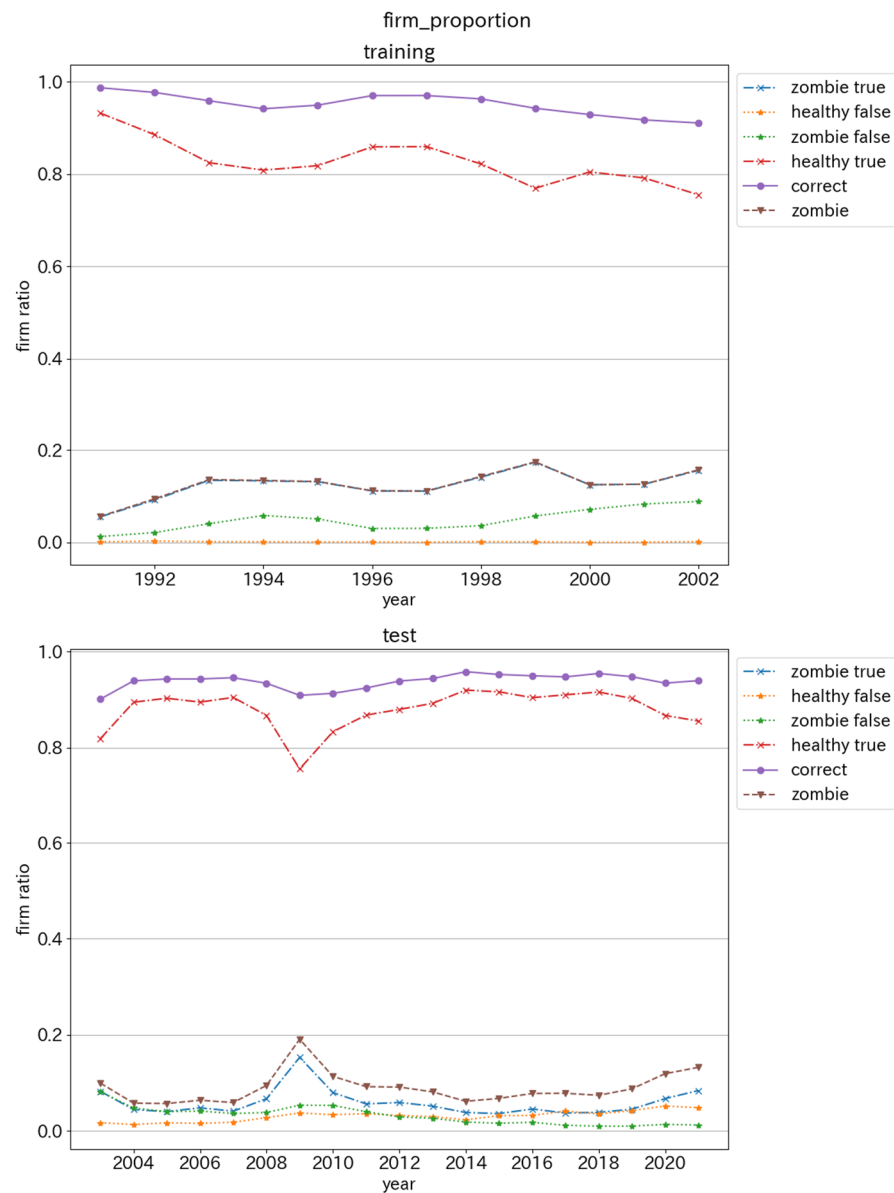 firm_proportion
training
1.0
0.8
0.6
0.4
0.2
0.0
firm ratio
1992 1994 1996 1998 2000 2002
year
zombie true
healthy false
zombie false
healthy true
correct
zombie
test
1.0
0.8
0.6
0.4
0.2
0.0
firm ratio
2004 2006 2008 2010 2012 2014 2016 2018 2020
year
zombie true
healthy false
zombie false
healthy true
correct
zombie